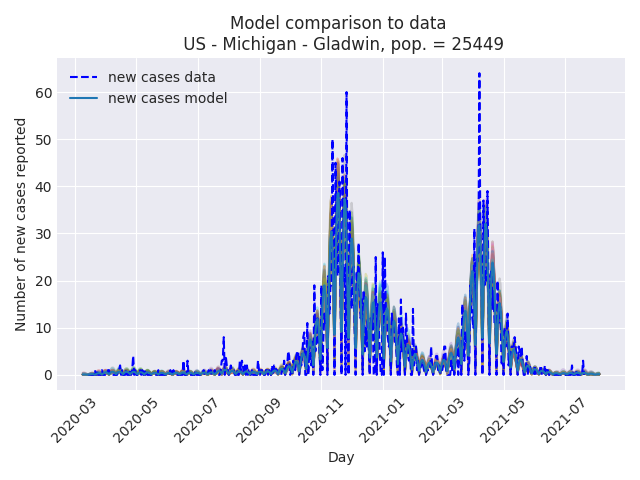 Model comparison to data
US - Michigan - Gladwin, pop. = 25449
new cases data
new cases model
Number of new cases reported
60
50
40
30
20
10
0
2020-03
2020-05
2020-07
2020-09
2020-11
2021-01
2021-03
2021-05
2021-07
Day